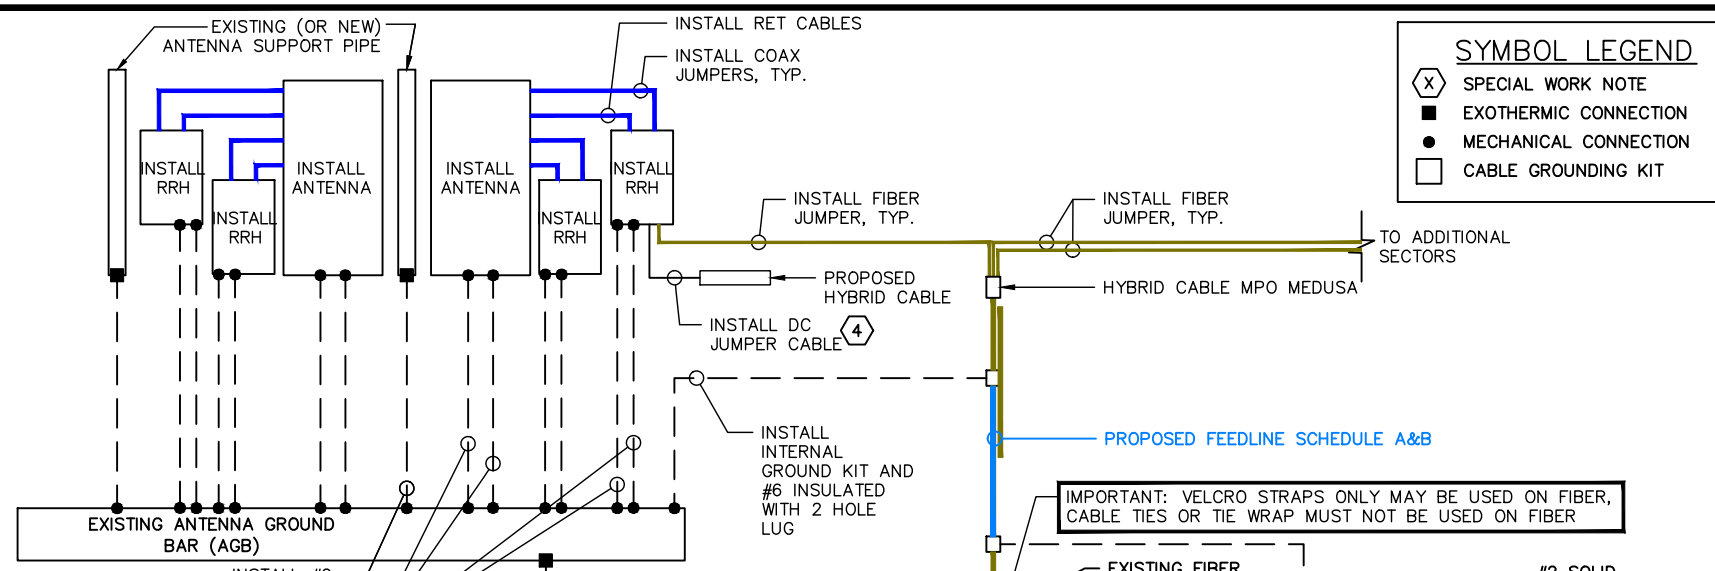 EXISTING (OR NEW)
ANTENNA SUPPORT PIPE
INSTALL RET CABLES
INSTALL COAX
JUMPERS, TYP.
SYMBOL LEGEND
X SPECIAL WORK NOTE
EXOTHERMIC CONNECTION
MECHANICAL CONNECTION
CABLE GROUNDING KIT
INSTALL
RRH
INSTALL
ANTENNA
INSTALL
ANTENNA
INSTALL
RRH
INSTALL
RRH
INSTALL
RRH
INSTALL FIBER
JUMPER, TYP.
INSTALL FIBER
JUMPER, TYP.
TO ADDITIONAL
SECTORS
PROPOSED
HYBRID CABLE
HYBRID CABLE MPO MEDUSA
INSTALL DC
JUMPER CABLE
4
INSTALL
INTERNAL
GROUND KIT AND
#6 INSULATED
WITH 2 HOLE
LUG
PROPOSED FEEDLINE SCHEDULE A&B
IMPORTANT: VELCRO STRAPS ONLY MAY BE USED ON FIBER,
CABLE TIES OR TIE WRAP MUST NOT BE USED ON FIBER
EXISTING ANTENNA GROUND
BAR (AGB)
EXISTING FIBER
#2 SOLID